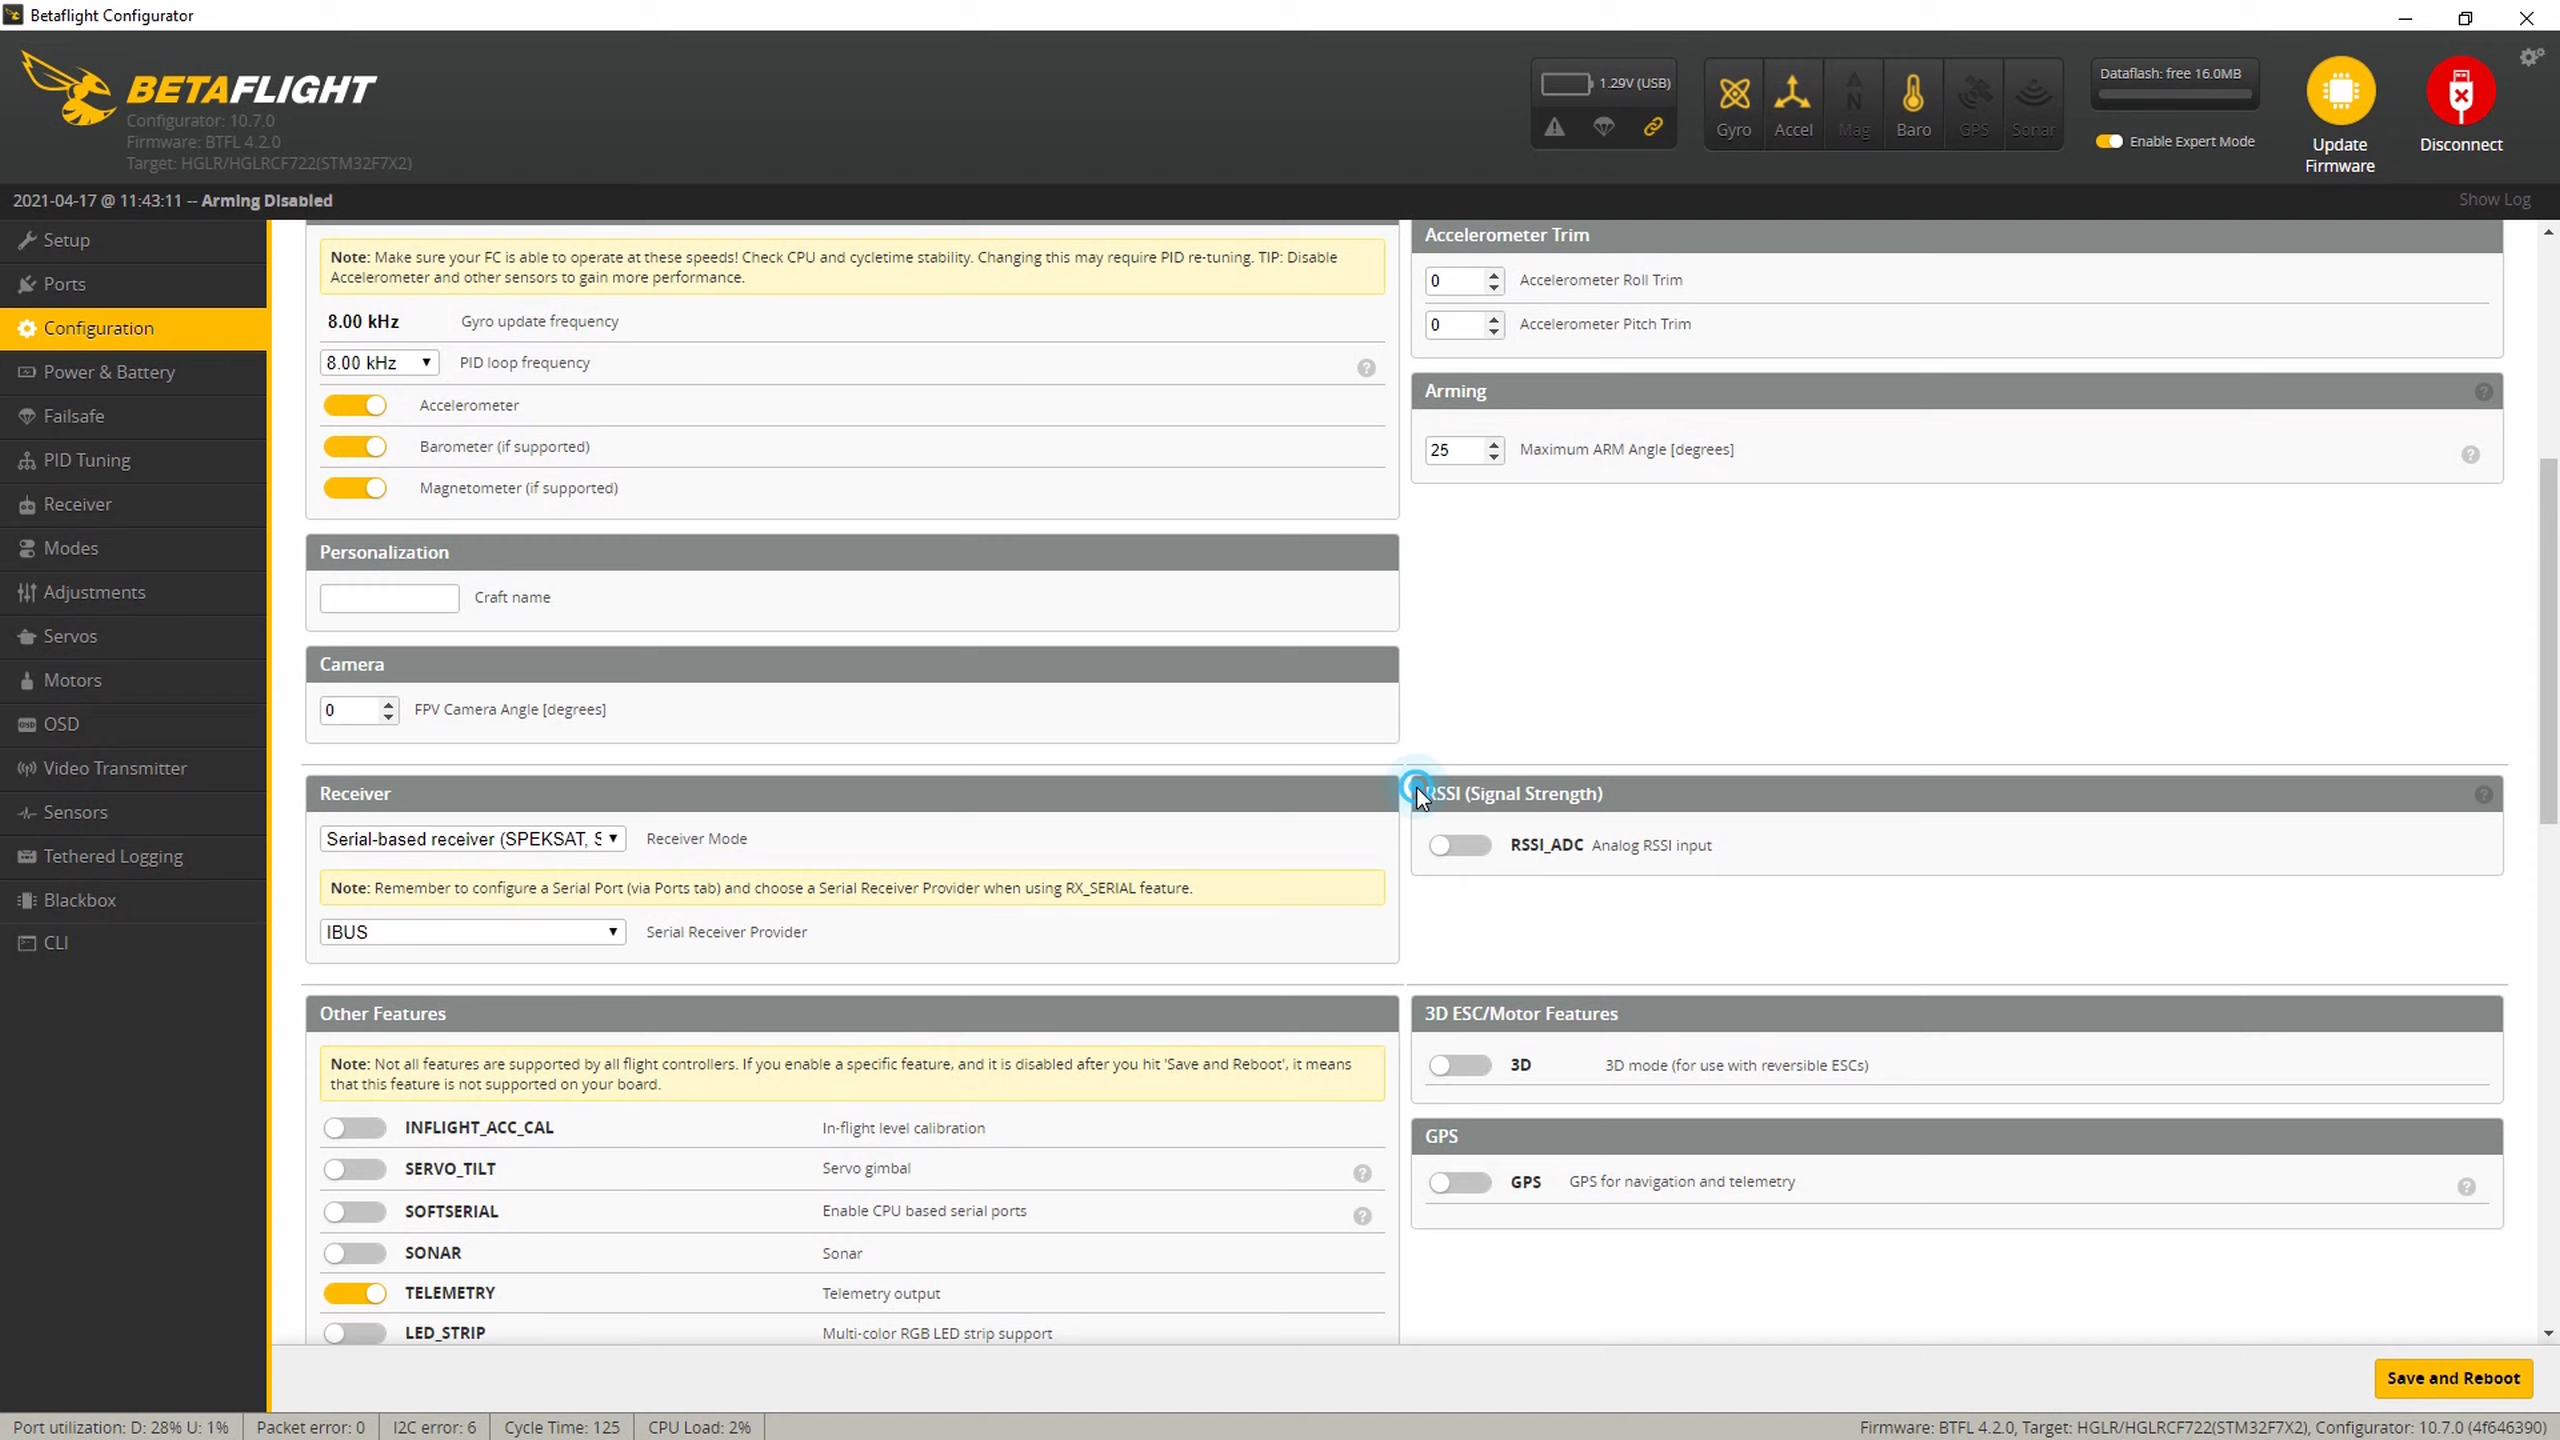 Betaflight Configurator
BETAFLIGHT
Configurator: 10.7.0
Firmware: BTFL 4.2.0
Target: HGLR/HGLRCF722(STM32F7X2)
1.29V (USB)
Gyro
Accel
Mag
Baro
GPS
Sonar
Dataflash: free 16.0MB
Enable Expert Mode
Update
Firmware
Disconnect
2021-04-17 @ 11:43:11 -- Arming Disabled
Show Log
Setup
Ports
Configuration
Power & Battery
Failsafe
PID Tuning
Receiver
Modes
Adjustments
Servos
Motors
OSD
Video Transmitter
Sensors
Tethered Logging
Blackbox
CLI
Note: Make sure your FC is able to operate at these speeds! Check CPU and cycletime stability. Changing this may require PID re-tuning. TIP: Disable
Accelerometer and other sensors to gain more performance.
8.00 kHz Gyro update frequency
8.00 kHz PID loop frequency
Accelerometer
Barometer (if supported)
Magnetometer (if supported)
Accelerometer Trim
0 Accelerometer Roll Trim
0 Accelerometer Pitch Trim
Arming
25 Maximum ARM Angle [degrees]
Personalization
Craft name
Camera
0 FPV Camera Angle [degrees]
Receiver
Serial-based receiver (SPEKSAT, S Receiver Mode
Note: Remember to configure a Serial Port (via Ports tab) and choose a Serial Receiver Provider when using RX_SERIAL feature.
IBUS Serial Receiver Provider
RSSI (Signal Strength)
RSSI_ADC Analog RSSI input
Other Features
Note: Not all features are supported by all flight controllers. If you enable a specific feature, and it is disabled after you hit 'Save and Reboot', it means
that this feature is not supported on your board.
INFLIGHT_ACC_CAL In-flight level calibration
SERVO_TILT Servo gimbal
SOFTSERIAL Enable CPU based serial ports
SONAR Sonar
TELEMETRY Telemetry output
LED_STRIP Multi-color RGB LED strip support
3D ESC/Motor Features
3D 3D mode (for use with reversible ESCs)
GPS
GPS GPS for navigation and telemetry
Save and Reboot
Port utilization: D: 28% U: 1%
Packet error: 0
I2C error: 6
Cycle Time: 125
CPU Load: 2%
Firmware: BTFL 4.2.0, Target: HGLR/HGLRCF722(STM32F7X2), Configurator: 10.7.0 (4f646390)